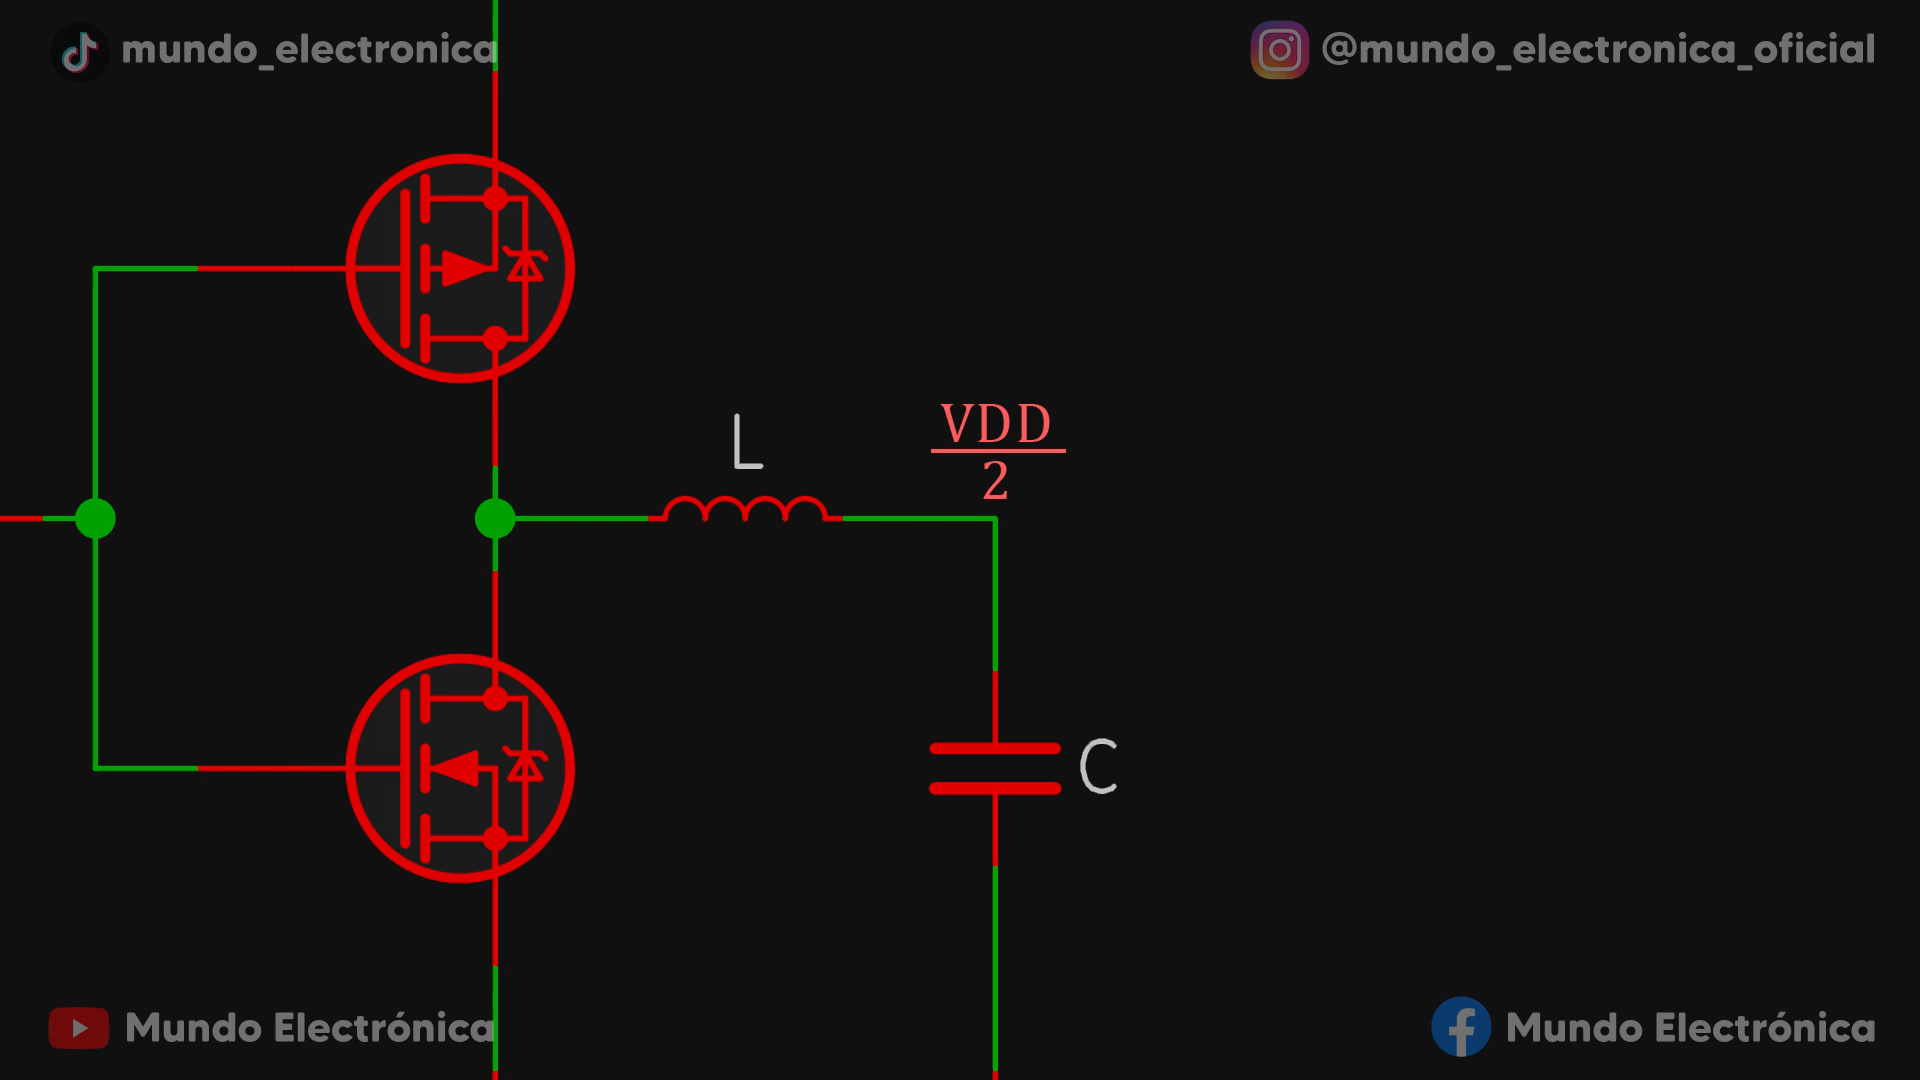 mundo_electronica
@mundo_electronica_oficial
L
VDD
2
C
Mundo Electrónica
Mundo Electrónica